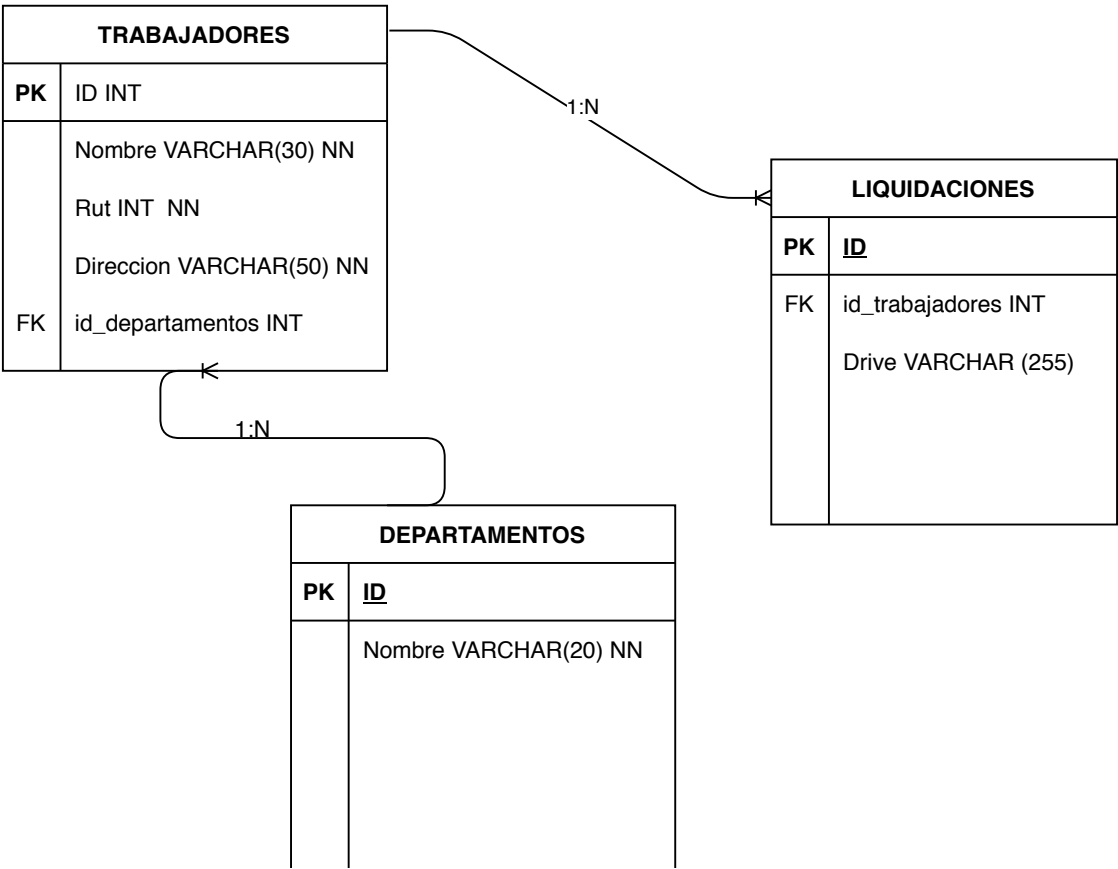 TRABAJADORES
PK ID INT
Nombre VARCHAR(30) NN
Rut INT  NN
Direccion VARCHAR(50) NN
FK id_departamentos INT
1:N
LIQUIDACIONES
PK ID
FK id_trabajadores INT
Drive VARCHAR (255)
1:N
DEPARTAMENTOS
PK ID
Nombre VARCHAR(20) NN